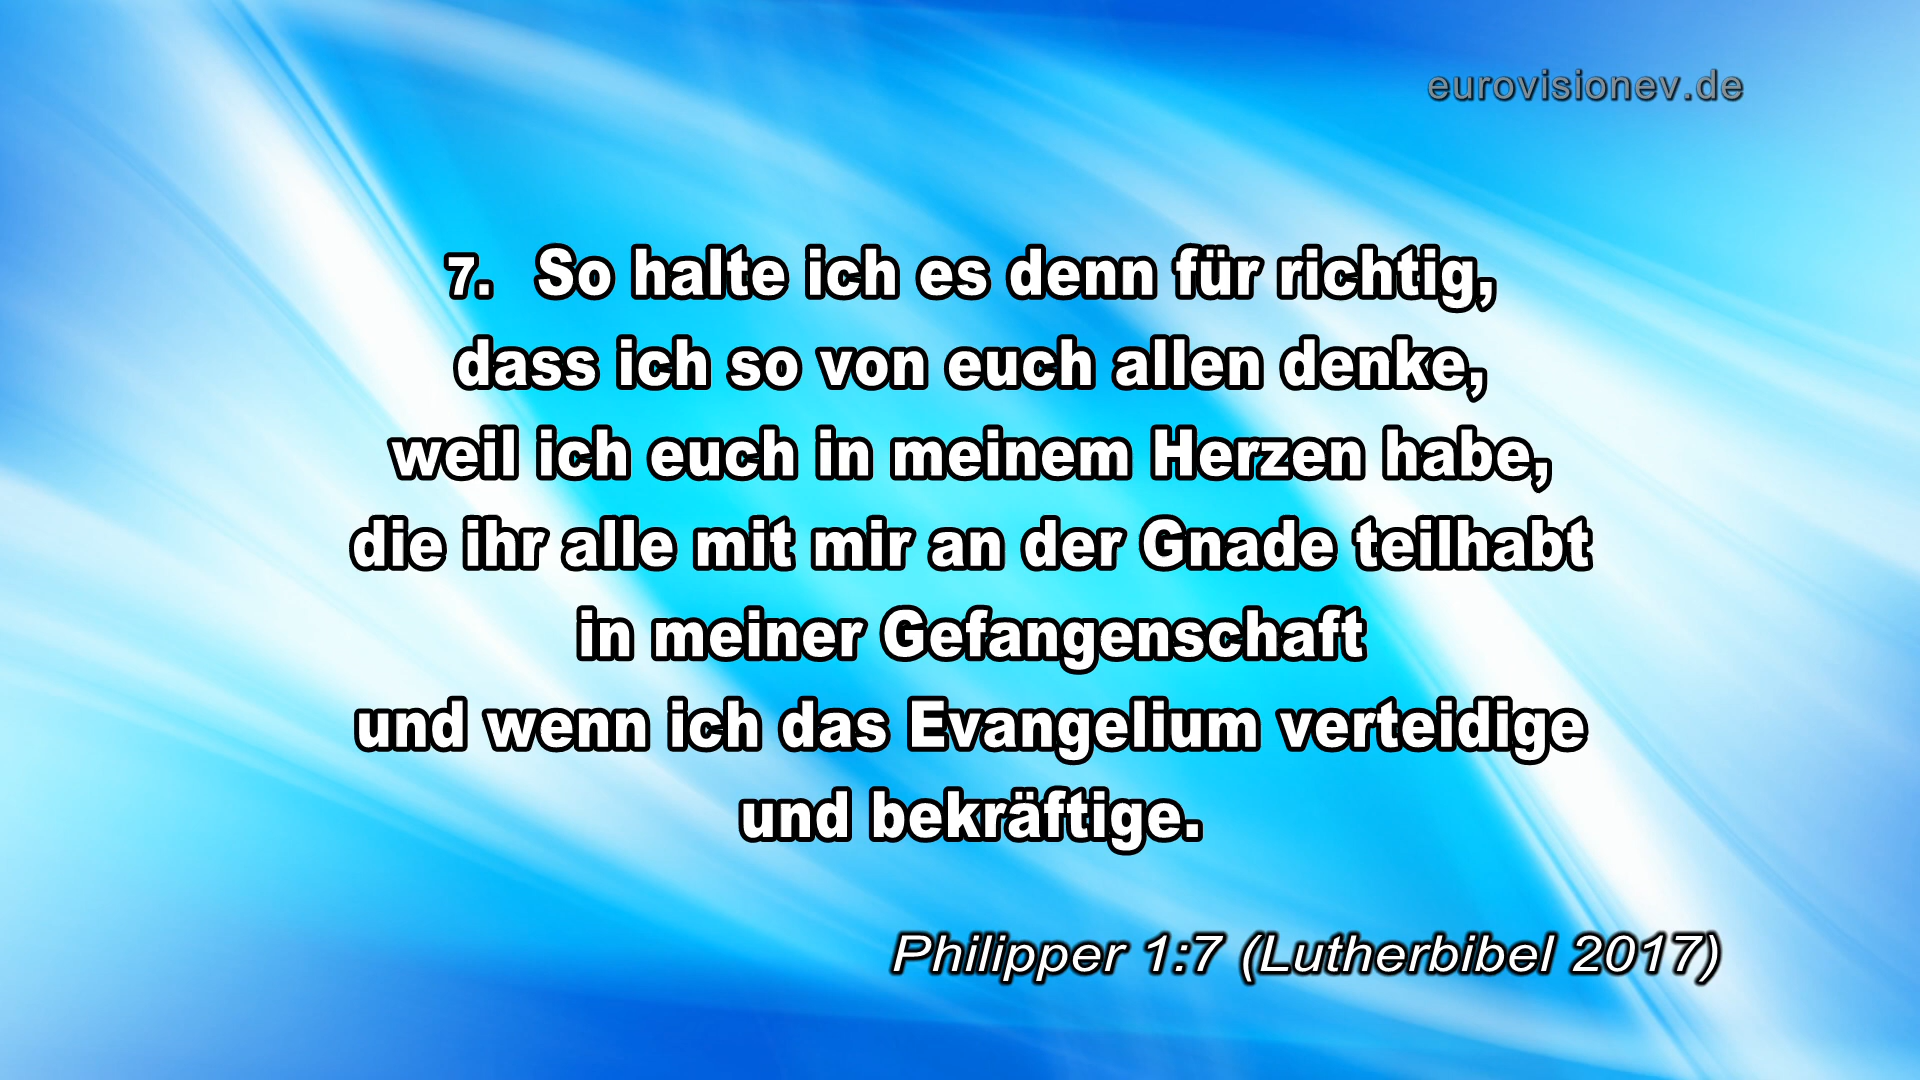 eurovisionev.de
7. So halte ich es denn für richtig,
dass ich so von euch allen denke,
weil ich euch in meinem Herzen habe,
die ihr alle mit mir an der Gnade teilhabt
in meiner Gefangenschaft
und wenn ich das Evangelium verteidige
und bekräftige.
Philipper 1:7 (Lutherbibel 2017)